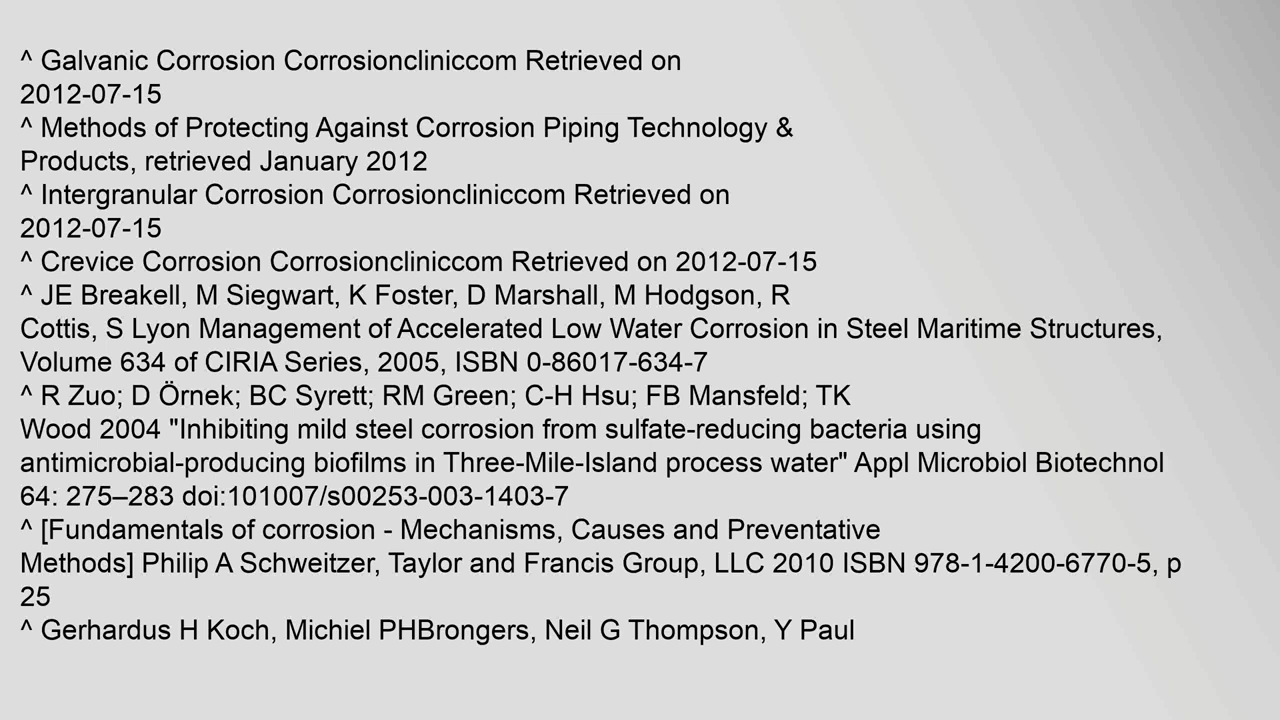 ^ Galvanic Corrosion Corrosioncliniccom Retrieved on
2012-07-15
^ Methods of Protecting Against Corrosion Piping Technology &
Products, retrieved January 2012
^ Intergranular Corrosion Corrosioncliniccom Retrieved on
2012-07-15
^ Crevice Corrosion Corrosioncliniccom Retrieved on 2012-07-15
^ JE Breakell, M Siegwart, K Foster, D Marshall, M Hodgson, R
Cottis, S Lyon Management of Accelerated Low Water Corrosion in Steel Maritime Structures,
Volume 634 of CIRIA Series, 2005, ISBN 0-86017-634-7
^ R Zuo; D Örnek; BC Syrett; RM Green; C-H Hsu; FB Mansfeld; TK
Wood 2004 "Inhibiting mild steel corrosion from sulfate-reducing bacteria using
antimicrobial-producing biofilms in Three-Mile-Island process water" Appl Microbiol Biotechnol
64: 275–283 doi:101007/s00253-003-1403-7
^ [Fundamentals of corrosion - Mechanisms, Causes and Preventative
Methods] Philip A Schweitzer, Taylor and Francis Group, LLC 2010 ISBN 978-1-4200-6770-5, p
25
^ Gerhardus H Koch, Michiel PHBrongers, Neil G Thompson, Y Paul